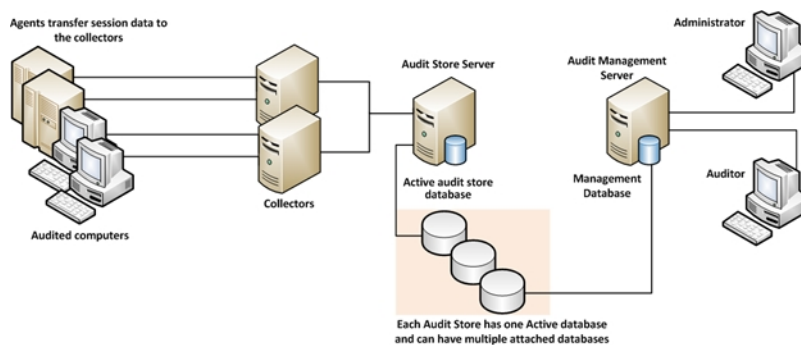 Agents transfer session data to
the collectors
Audited computers
Collectors
Audit Store Server
Active audit store
database
Each Audit Store has one Active database
and can have multiple attached databases
Audit Management
Server
Management
Database
Administrator
Auditor